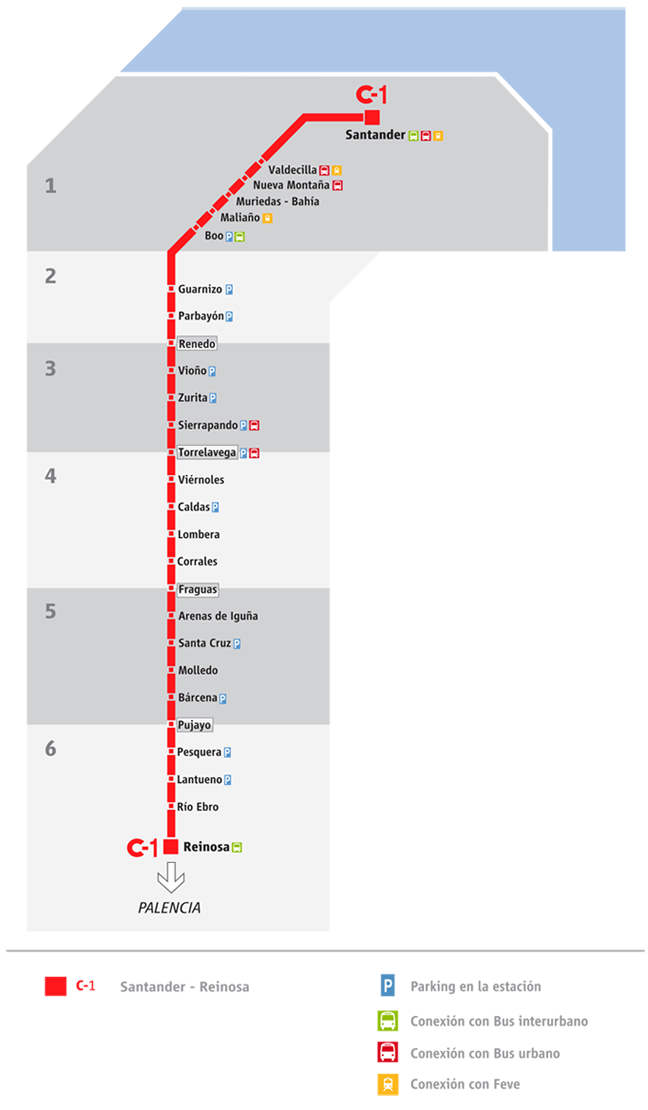 C-1
Santander
Valdecilla
Nueva Montaña
1
Muriedas - Bahía
Maliaño
Boo P
2
Guarnizo P
Parbayón P
Renedo
3
Vioño P
Zurita P
Sierrapando P
Torrelavega P
4
Viérnoles
Caldas P
Lombera
Corrales
Fraguas
5
Arenas de Iguña
Santa Cruz P
Molledo
Bárcena P
Pujayo
6
Pesquera P
Lantueno P
Río Ebro
C-1 Reinosa
PALENCIA
C-1 Santander - Reinosa
P Parking en la estación
Conexión con Bus interurbano
Conexión con Bus urbano
Conexión con Feve